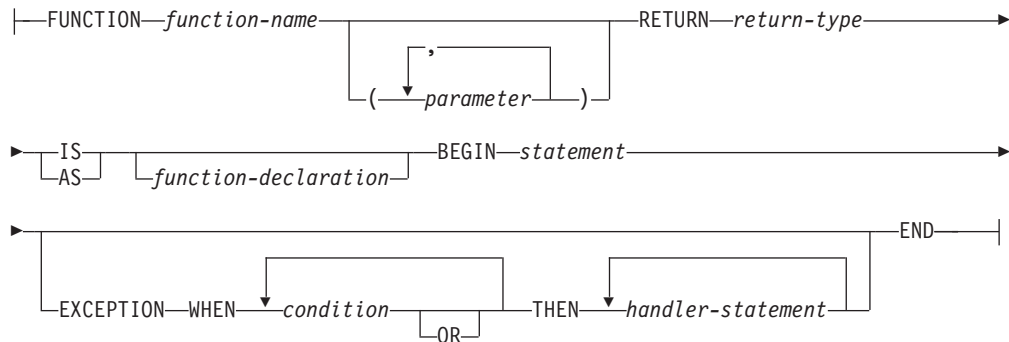 FUNCTION function-name RETURN return-type
,
( parameter )
IS BEGIN statement
AS function-declaration
END
EXCEPTION WHEN condition THEN handler-statement
OR